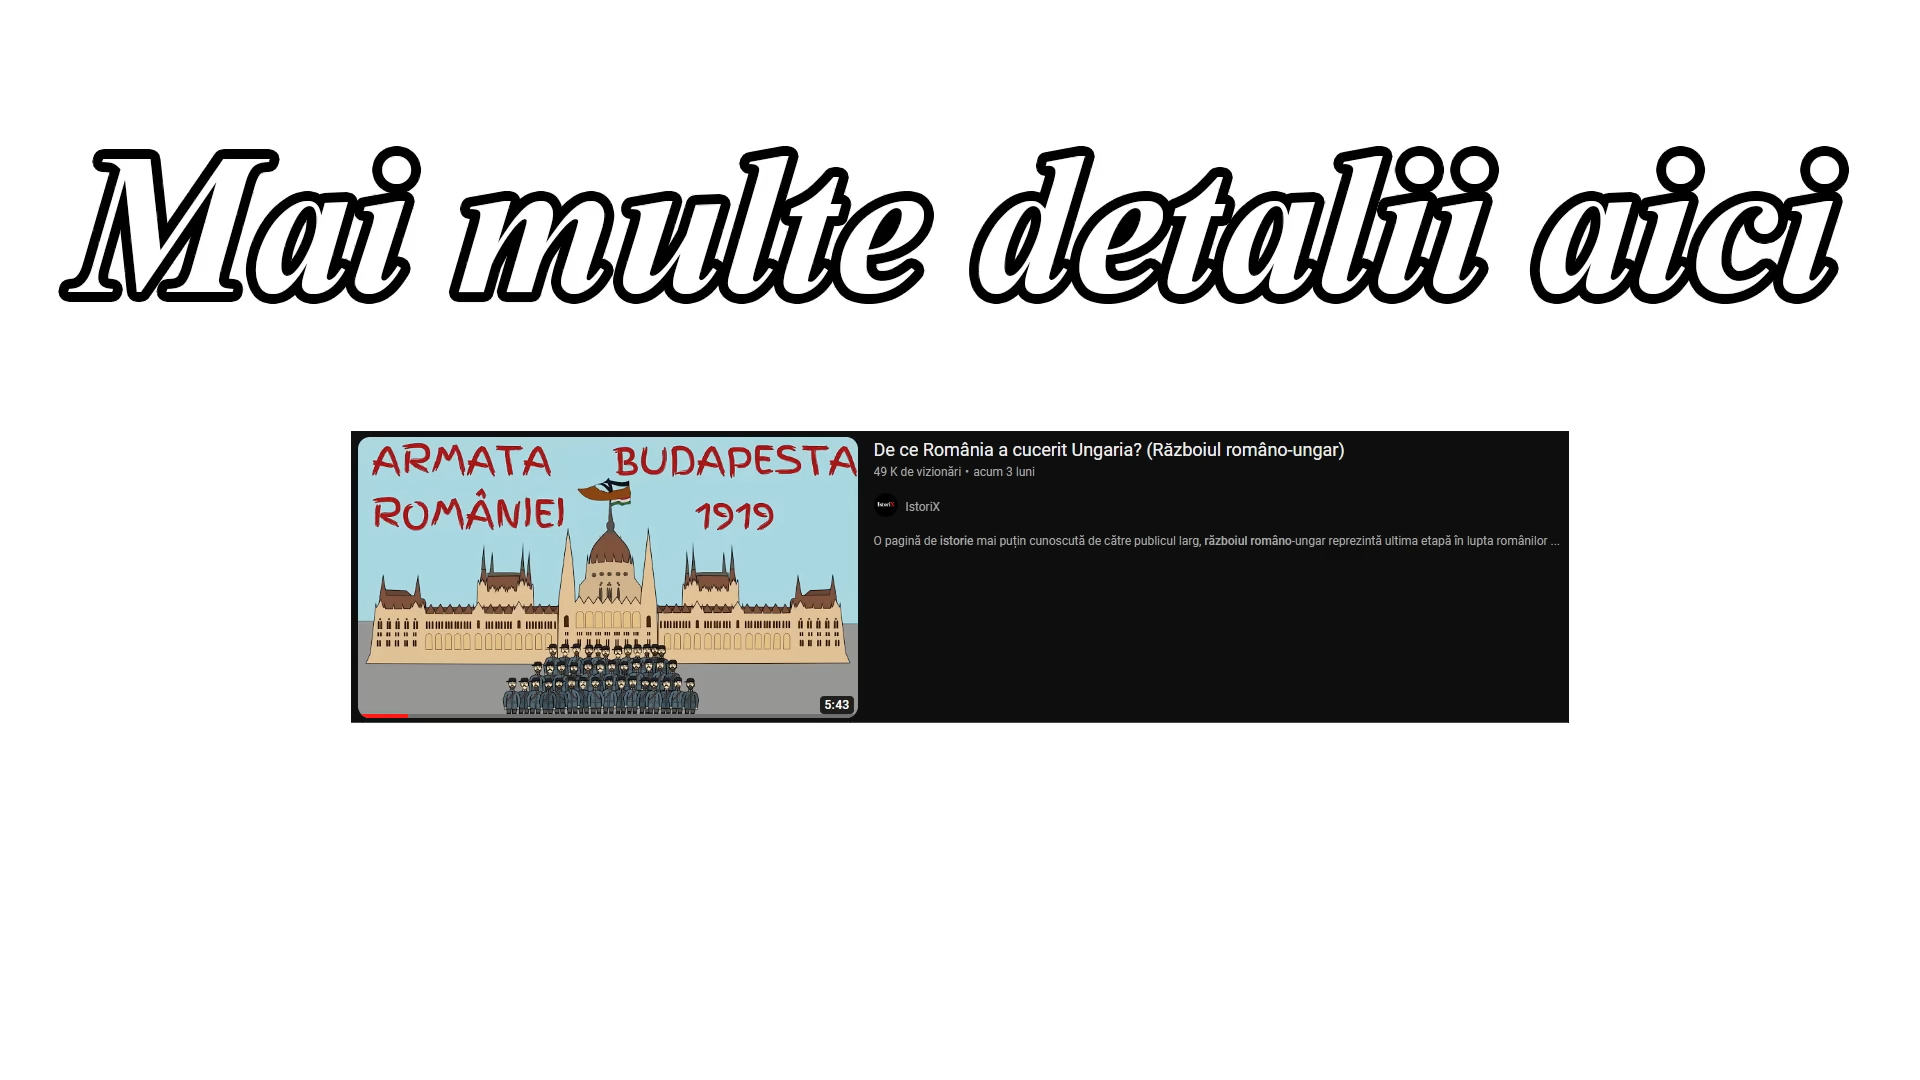 Mai multe detalii aici
ARMATA BUDAPESTA
ROMÂNIEI 1919
5:43
De ce România a cucerit Ungaria? (Războiul româno-ungar)
49 K de vizionări • acum 3 luni
IstoriX
O pagină de istorie mai puțin cunoscută de către publicul larg, războiul româno-ungar reprezintă ultima etapă în lupta românilor ...